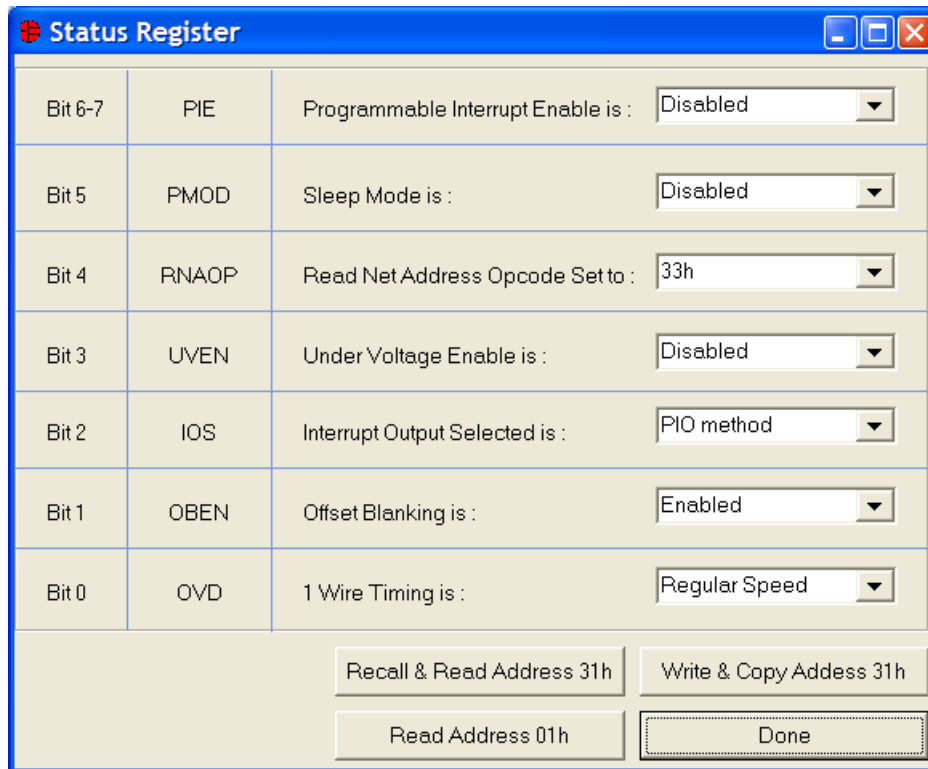 Status Register
Bit 6-7 PIE Programmable Interrupt Enable is : Disabled
Bit 5 PMOD Sleep Mode is : Disabled
Bit 4 RNAOP Read Net Address Opcode Set to : 33h
Bit 3 UVEN Under Voltage Enable is : Disabled
Bit 2 IOS Interrupt Output Selected is : PIO method
Bit 1 OBEN Offset Blanking is : Enabled
Bit 0 OVD 1 Wire Timing is : Regular Speed
Recall & Read Address 31h Write & Copy Addess 31h
Read Address 01h Done